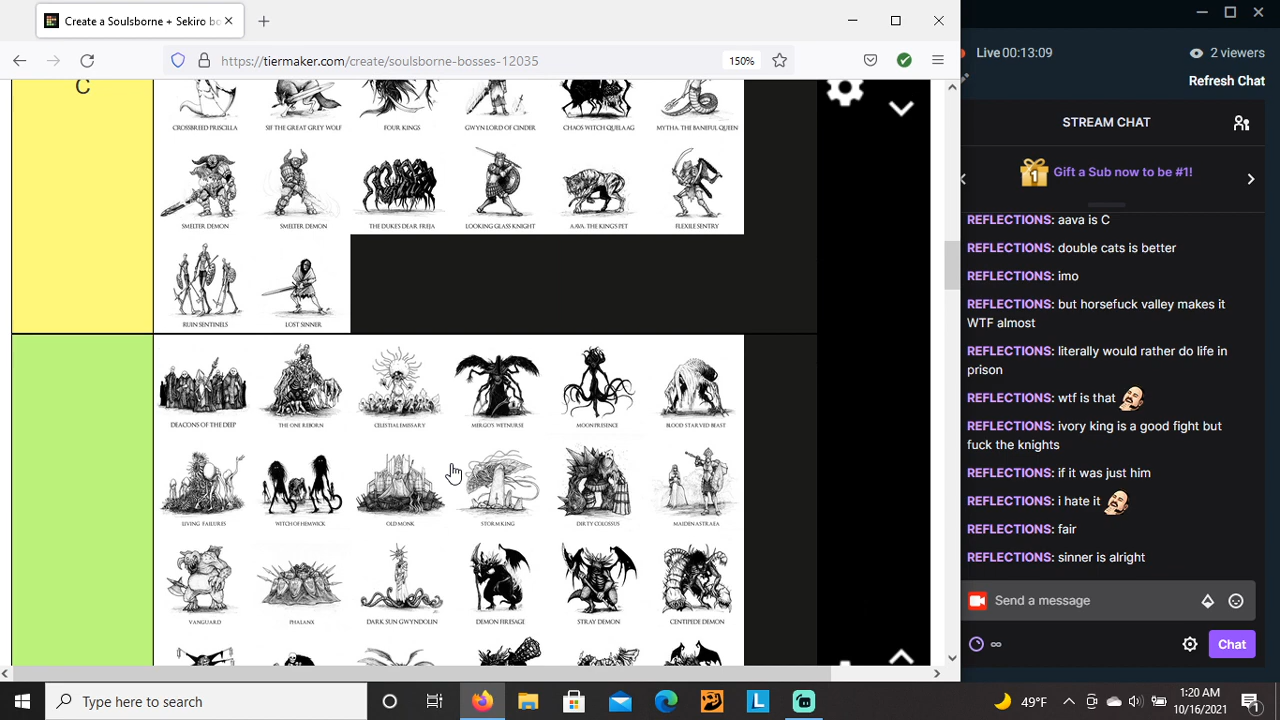 Create a Soulsborne + Sekiro bo
tiermaker.com/create/soulsborne-bosses-12035
150%
C
CROSSBREED PRISCILLA
SIF THE GREAT GREY WOLF
FOUR KINGS
GWYN LORD OF CINDER
CHAOS WITCH QUELAAG
MYTHA, THE BANEFUL QUEEN
SMELTER DEMON
SMELTER DEMON
THE DUKE'S DEAR FREJA
LOOKING GLASS KNIGHT
AAVA, THE KING'S PET
FLEXILE SENTRY
RUIN SENTINELS
LOST SINNER
DEACONS OF THE DEEP
THE ONE REBORN
CELESTIAL EMISSARY
MERGO'S WETNURSE
MOON PRESENCE
BLOOD STARVED BEAST
LIVING FAILURES
WITCH OF HEMWICK
OLD MONK
STORM KING
DIRTY COLOSSUS
MAIDEN ASTRAEA
VANGUARD
PHALANX
DARK SUN GWYNDOLIN
DEMON FIRESAGE
STRAY DEMON
CENTIPEDE DEMON
Live 00:13:09
2 viewers
Refresh Chat
STREAM CHAT
1
Gift a Sub now to be #1!
REFLECTIONS: aava is C
REFLECTIONS: double cats is better
REFLECTIONS: imo
REFLECTIONS: but horsefuck valley makes it
WTF almost
REFLECTIONS: literally would rather do life in
prison
REFLECTIONS: wtf is that
REFLECTIONS: ivory king is a good fight but
fuck the knights
REFLECTIONS: if it was just him
REFLECTIONS: i hate it
REFLECTIONS: fair
REFLECTIONS: sinner is alright
Send a message
∞
Chat
Type here to search
L
49°F
1:20 AM
10/16/2021
1